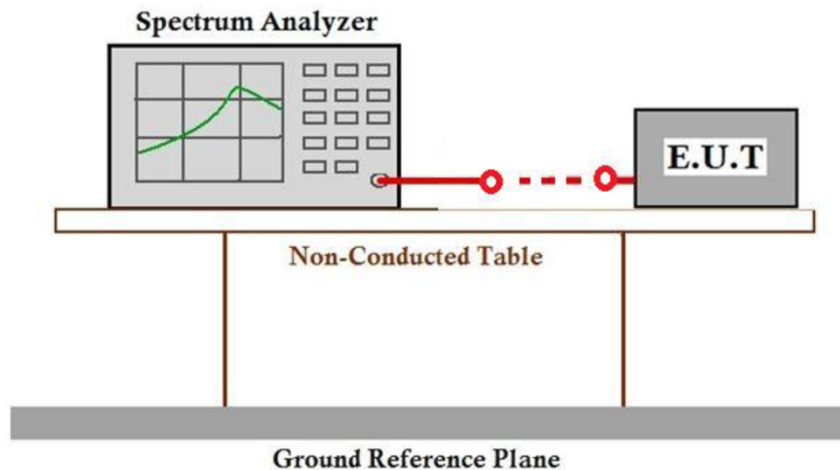 Spectrum Analyzer
E.U.T
Non-Conducted Table
Ground Reference Plane